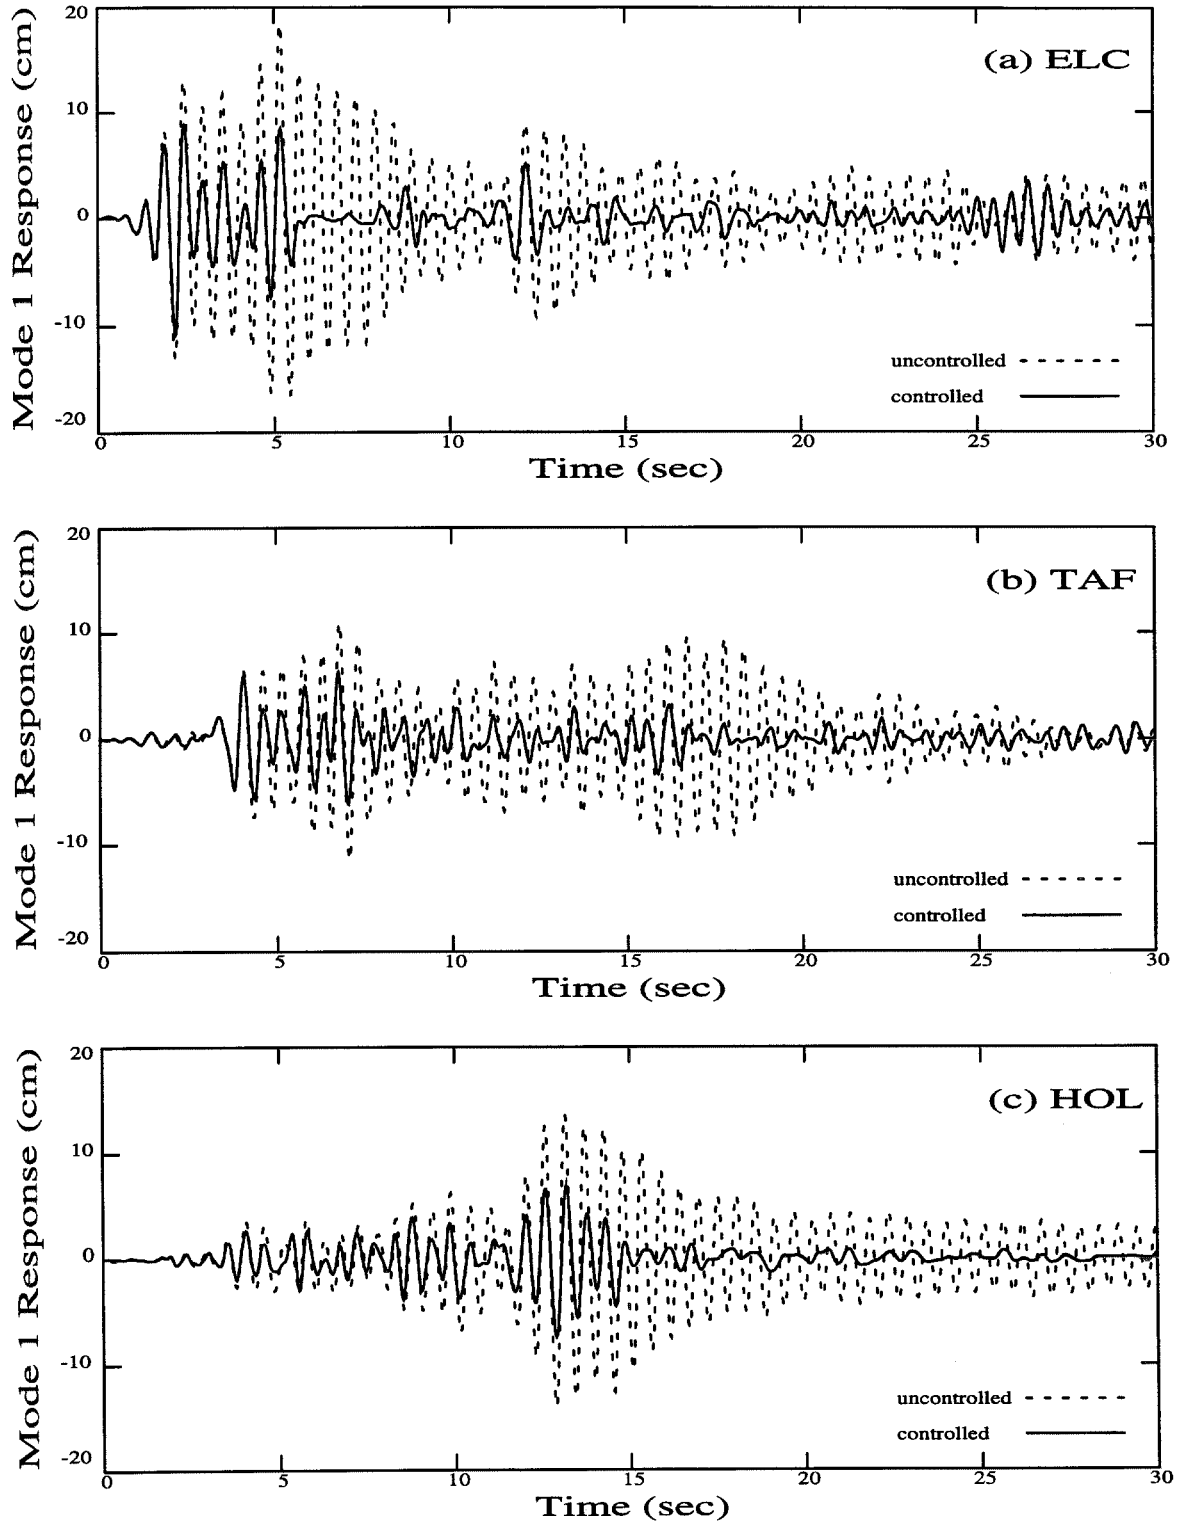 20
10
0
-10
-20
Mode 1 Response (cm)
(a) ELC
uncontrolled
controlled
0 5 10 15 20 25 30
Time (sec)
20
10
0
-10
-20
Mode 1 Response (cm)
(b) TAF
uncontrolled
controlled
0 5 10 15 20 25 30
Time (sec)
20
10
0
-10
-20
Mode 1 Response (cm)
(c) HOL
uncontrolled
controlled
0 5 10 15 20 25 30
Time (sec)